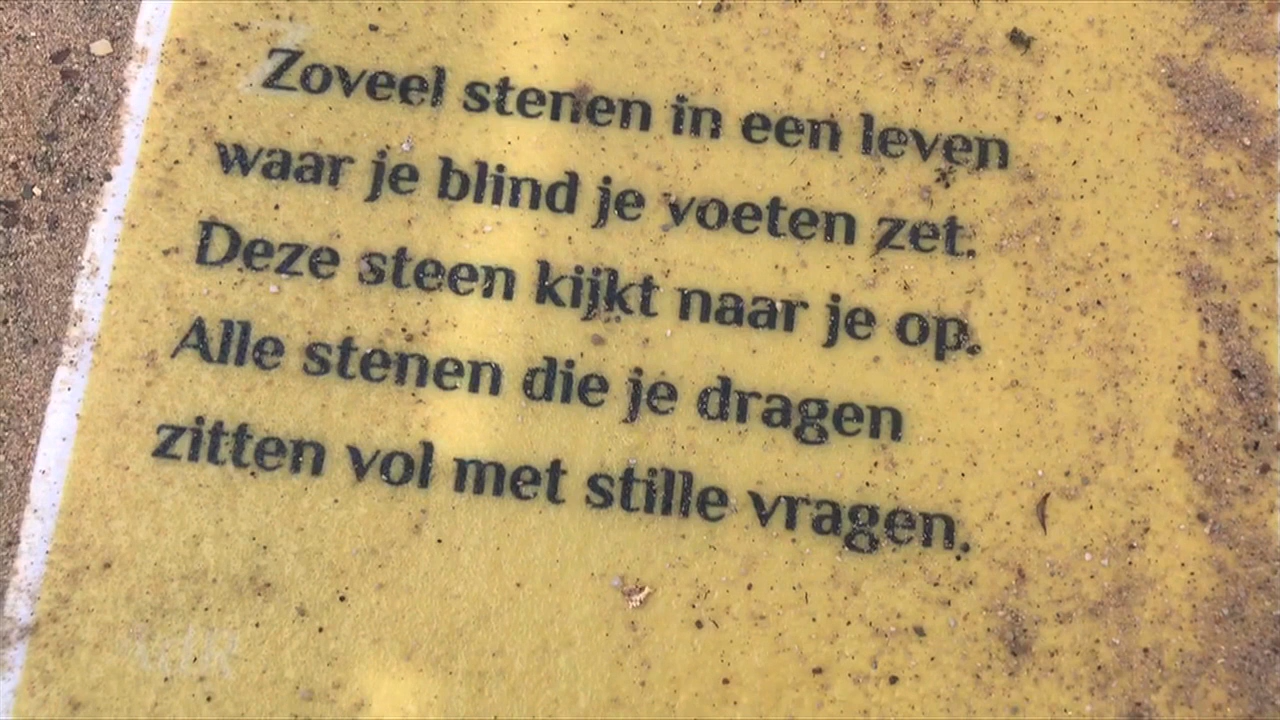 Zoveel stenen in een leven
waar je blind je voeten zet.
Deze steen kijkt naar je op.
Alle stenen die je dragen
zitten vol met stille vragen.